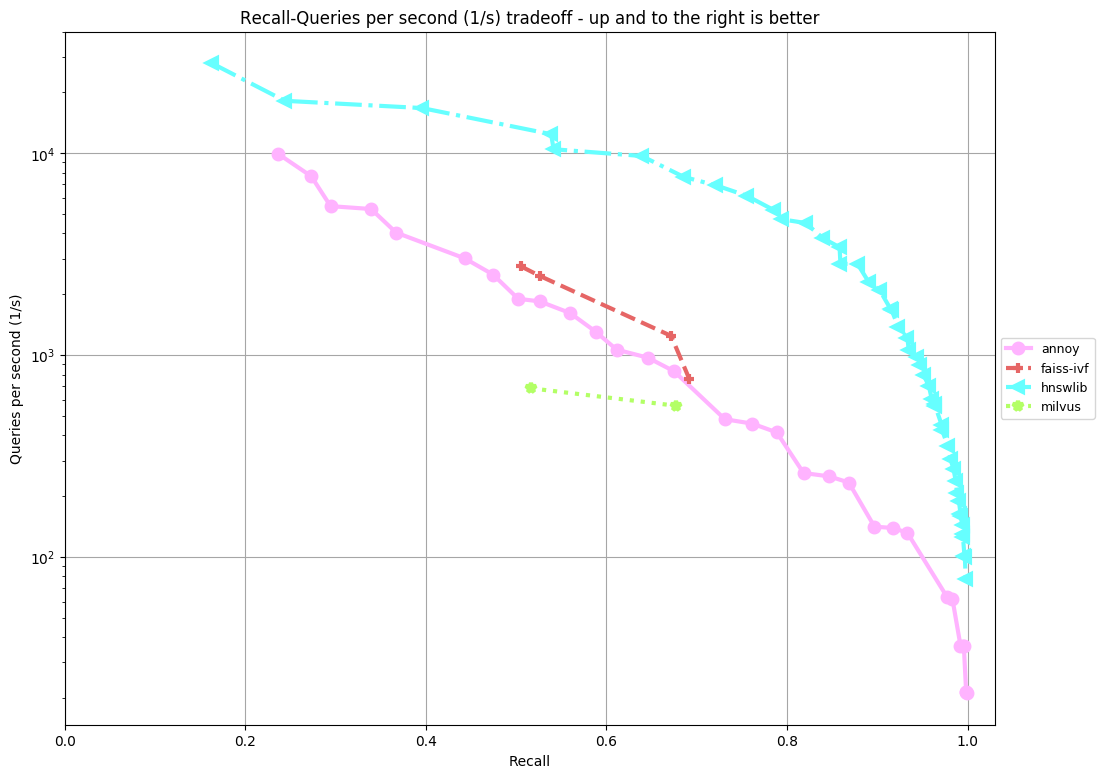 Recall-Queries per second (1/s) tradeoff - up and to the right is better
Queries per second (1/s)
10⁴
10³
10²
0.0 0.2 0.4 0.6 0.8 1.0
Recall
annoy
faiss-ivf
hnswlib
milvus